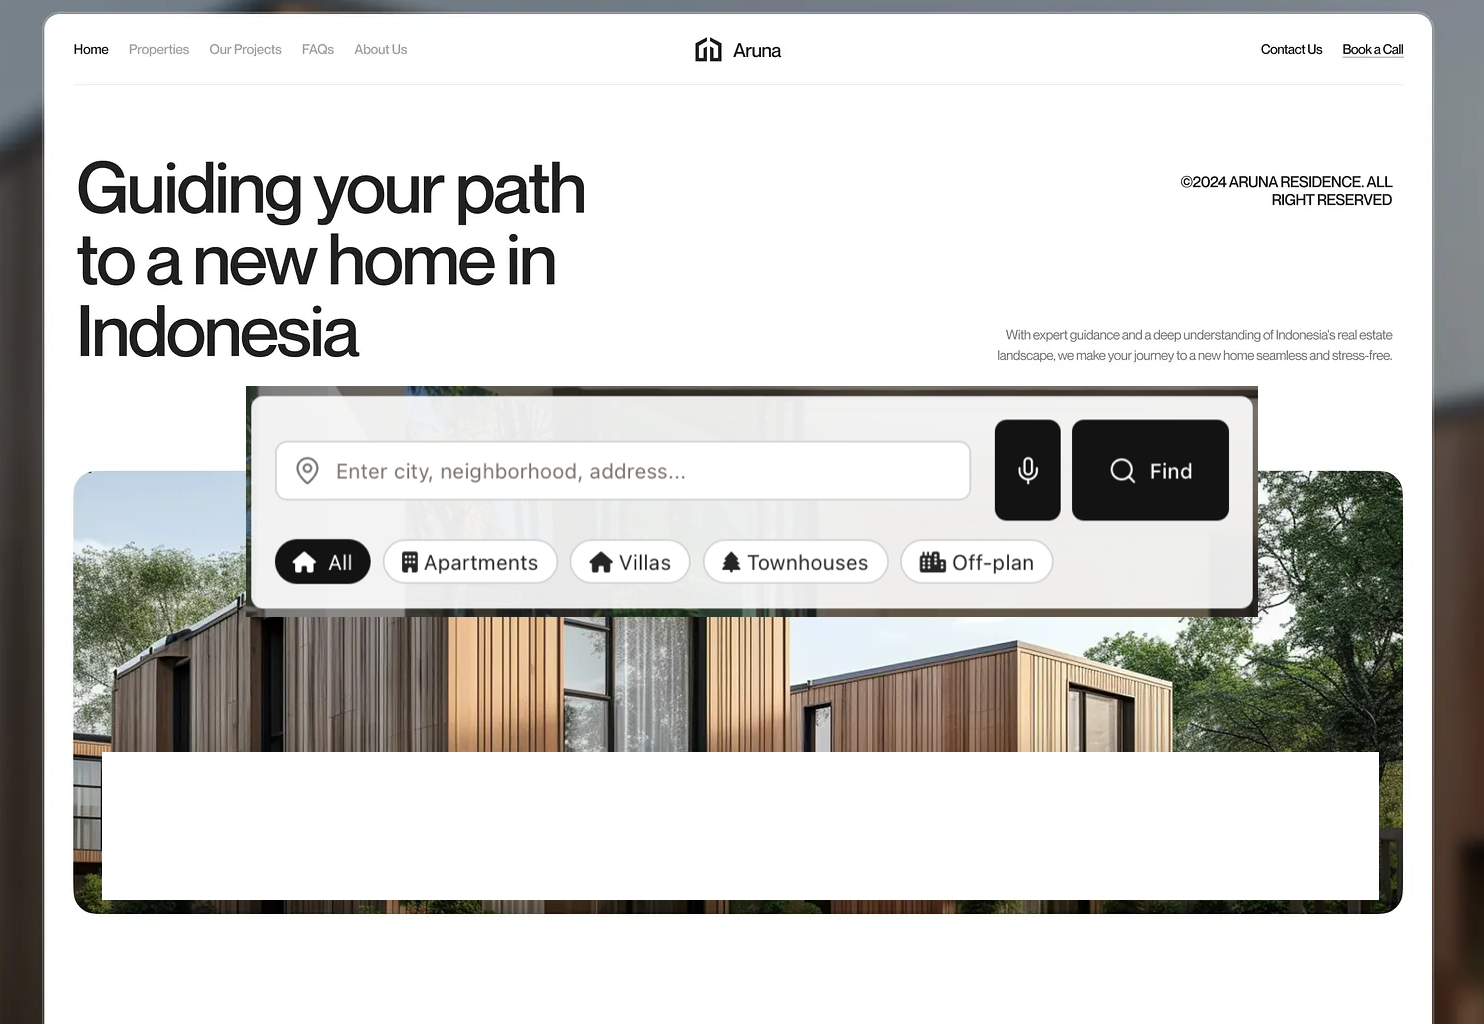 Home Properties Our Projects FAQs About Us Aruna Contact Us Book a Call
Guiding your path
to a new home in
Indonesia
©2024 ARUNA RESIDENCE. ALL
RIGHT RESERVED
With expert guidance and a deep understanding of Indonesia's real estate
landscape, we make your journey to a new home seamless and stress-free.
Enter city, neighborhood, address... Find
All Apartments Villas Townhouses Off-plan